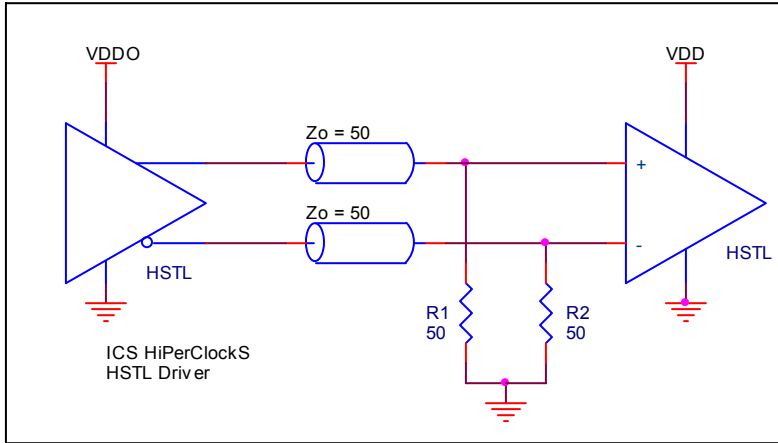 VDDO
VDD
Zo = 50
+
Zo = 50
-
HSTL
HSTL
R1
50
R2
50
ICS HiPerClockS
HSTL Driver